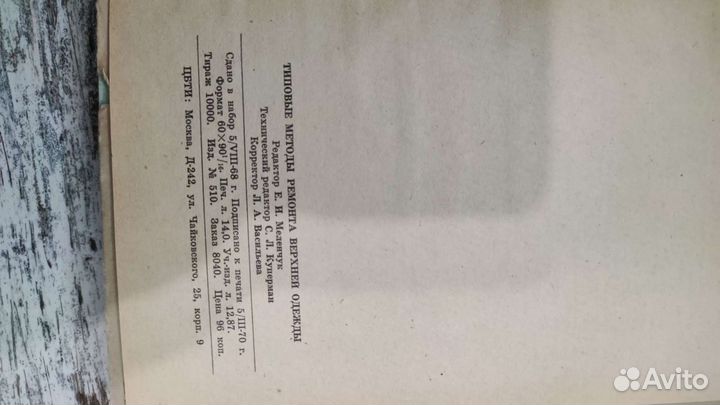 ТИПОВЫЕ МЕТОДЫ РЕМОНТА ВЕРХНЕЙ ОДЕЖДЫ
Редактор Е. И. Меленчук
Технический редактор С. Л. Куперман
Корректор Л. А. Васильева
Сдано в набор 5/VIII-68 г. Подписано к печати 5/III-70 г.
Формат 60×90¹/₁₆. Печ. л. 14,0. Уч.-изд. л. 12,87.
Тираж 10000. Изд. № 510. Заказ 8040. Цена 96 коп.
ЦБТИ: Москва, Д-242, ул. Чайковского, 25, корп. 9
Avito